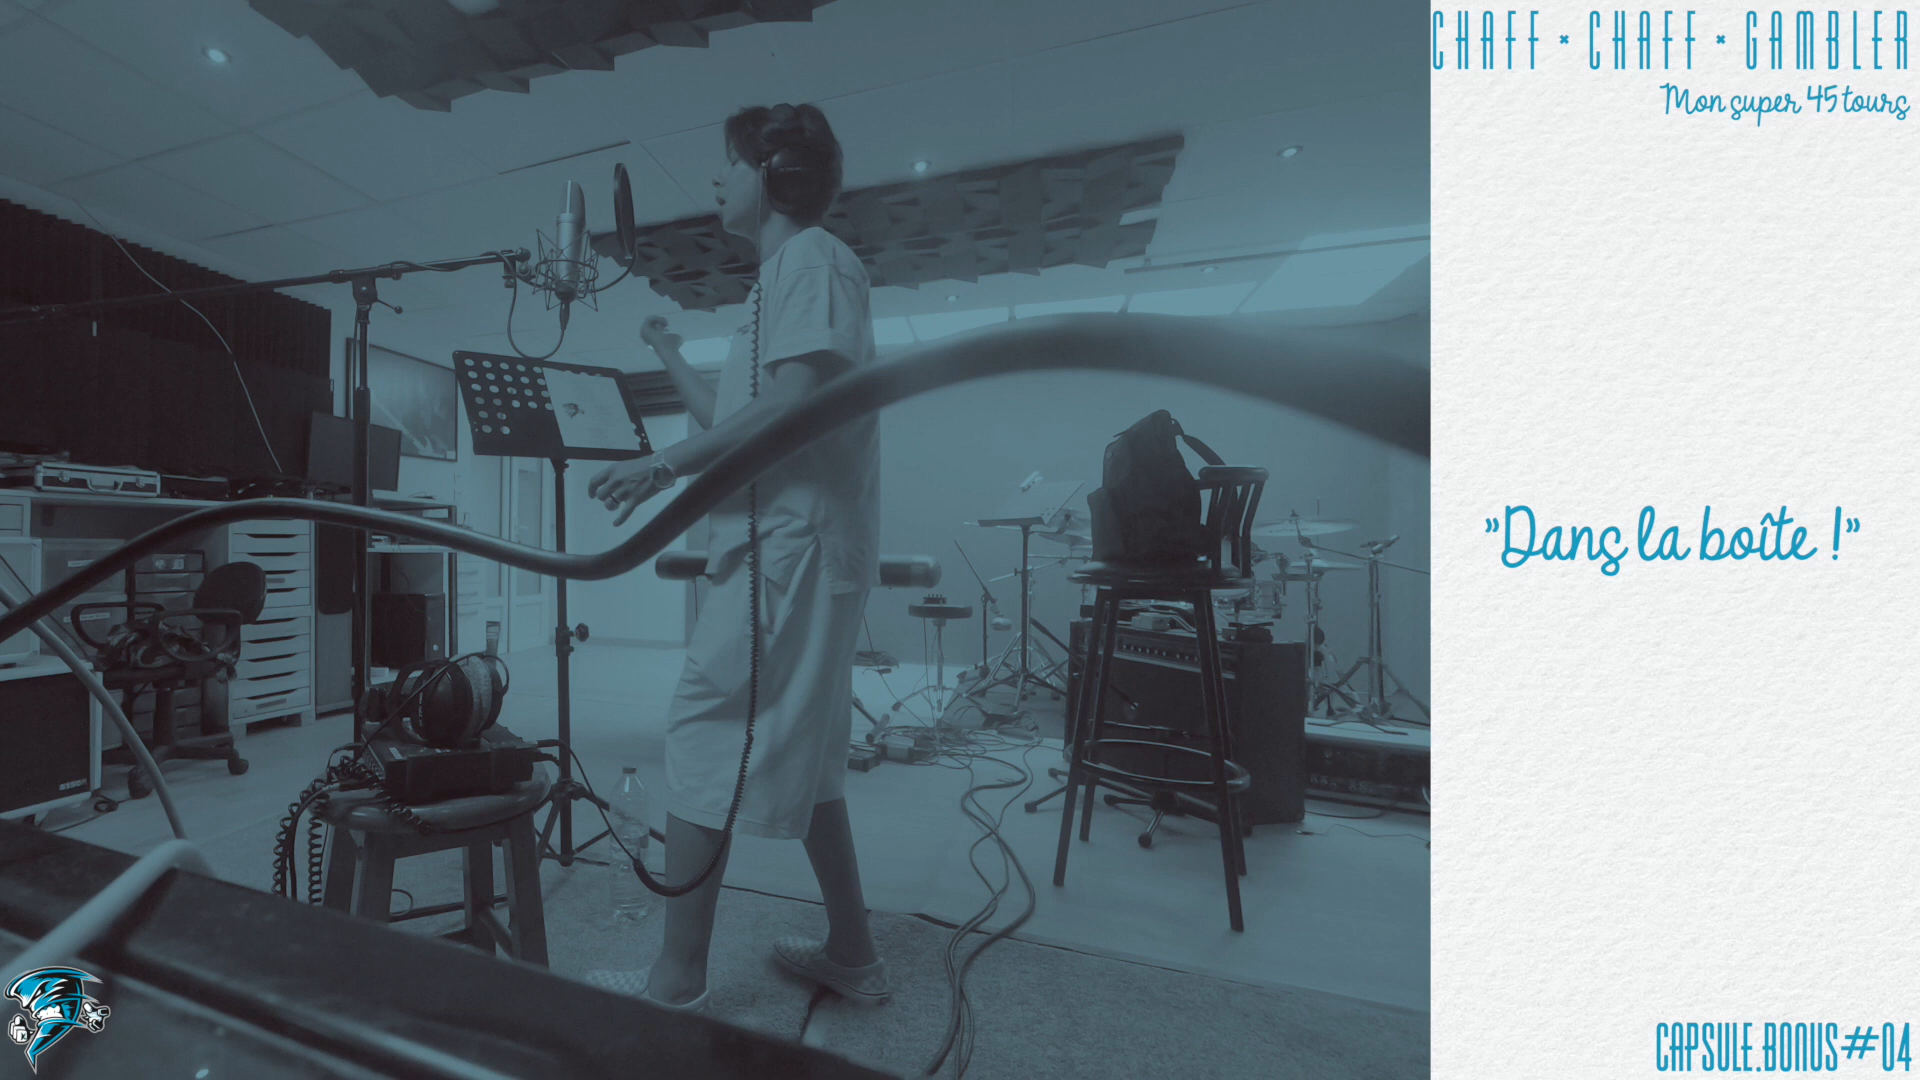 CHAFF × CHAFF × GAMBLER
Mon super 45 tours
"Dans la boîte !"
CAPSULE.BONUS#04